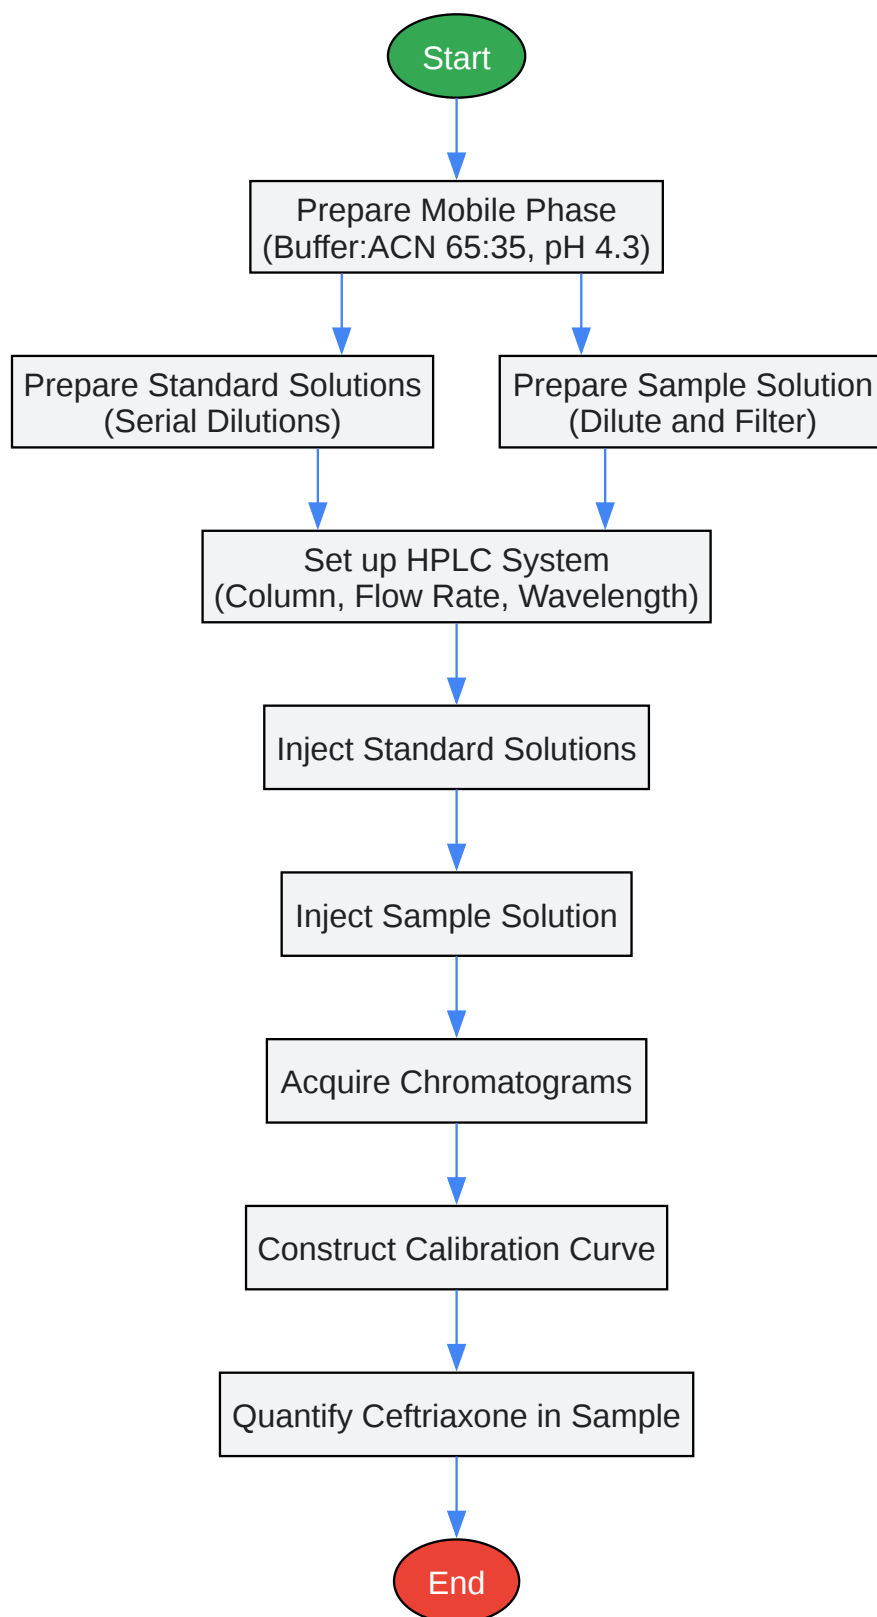 Start
Prepare Mobile Phase
(Buffer:ACN 65:35, pH 4.3)
Prepare Standard Solutions
(Serial Dilutions)
Prepare Sample Solution
(Dilute and Filter)
Set up HPLC System
(Column, Flow Rate, Wavelength)
Inject Standard Solutions
Inject Sample Solution
Acquire Chromatograms
Construct Calibration Curve
Quantify Ceftriaxone in Sample
End